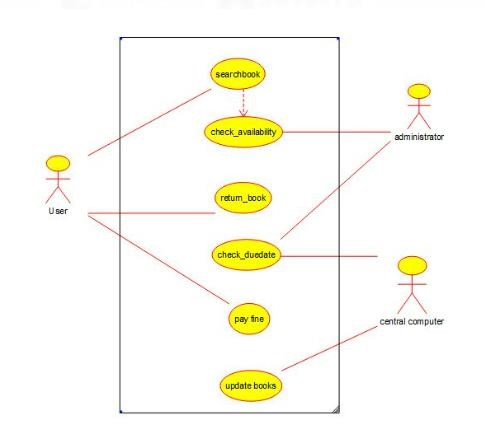 searchbook
check_availability
administrator
return_book
User
check_duedate
pay fine
central computer
update books